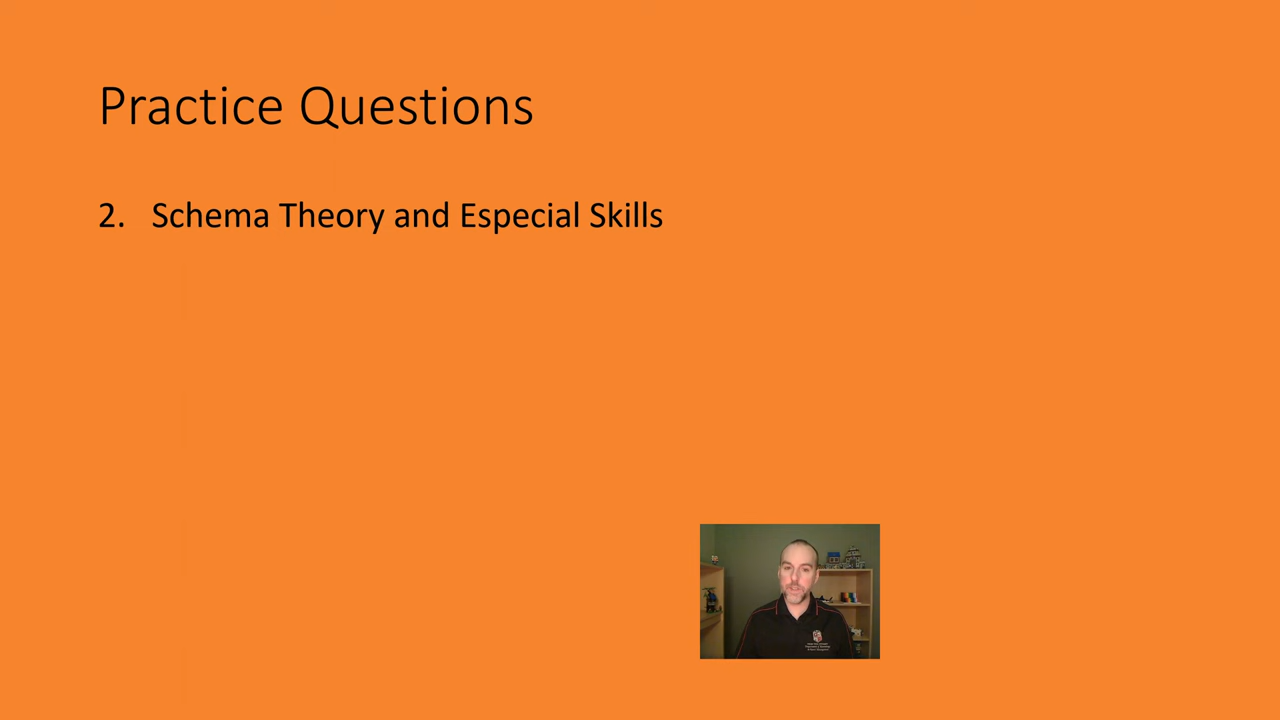 Practice Questions
2. Schema Theory and Especial Skills